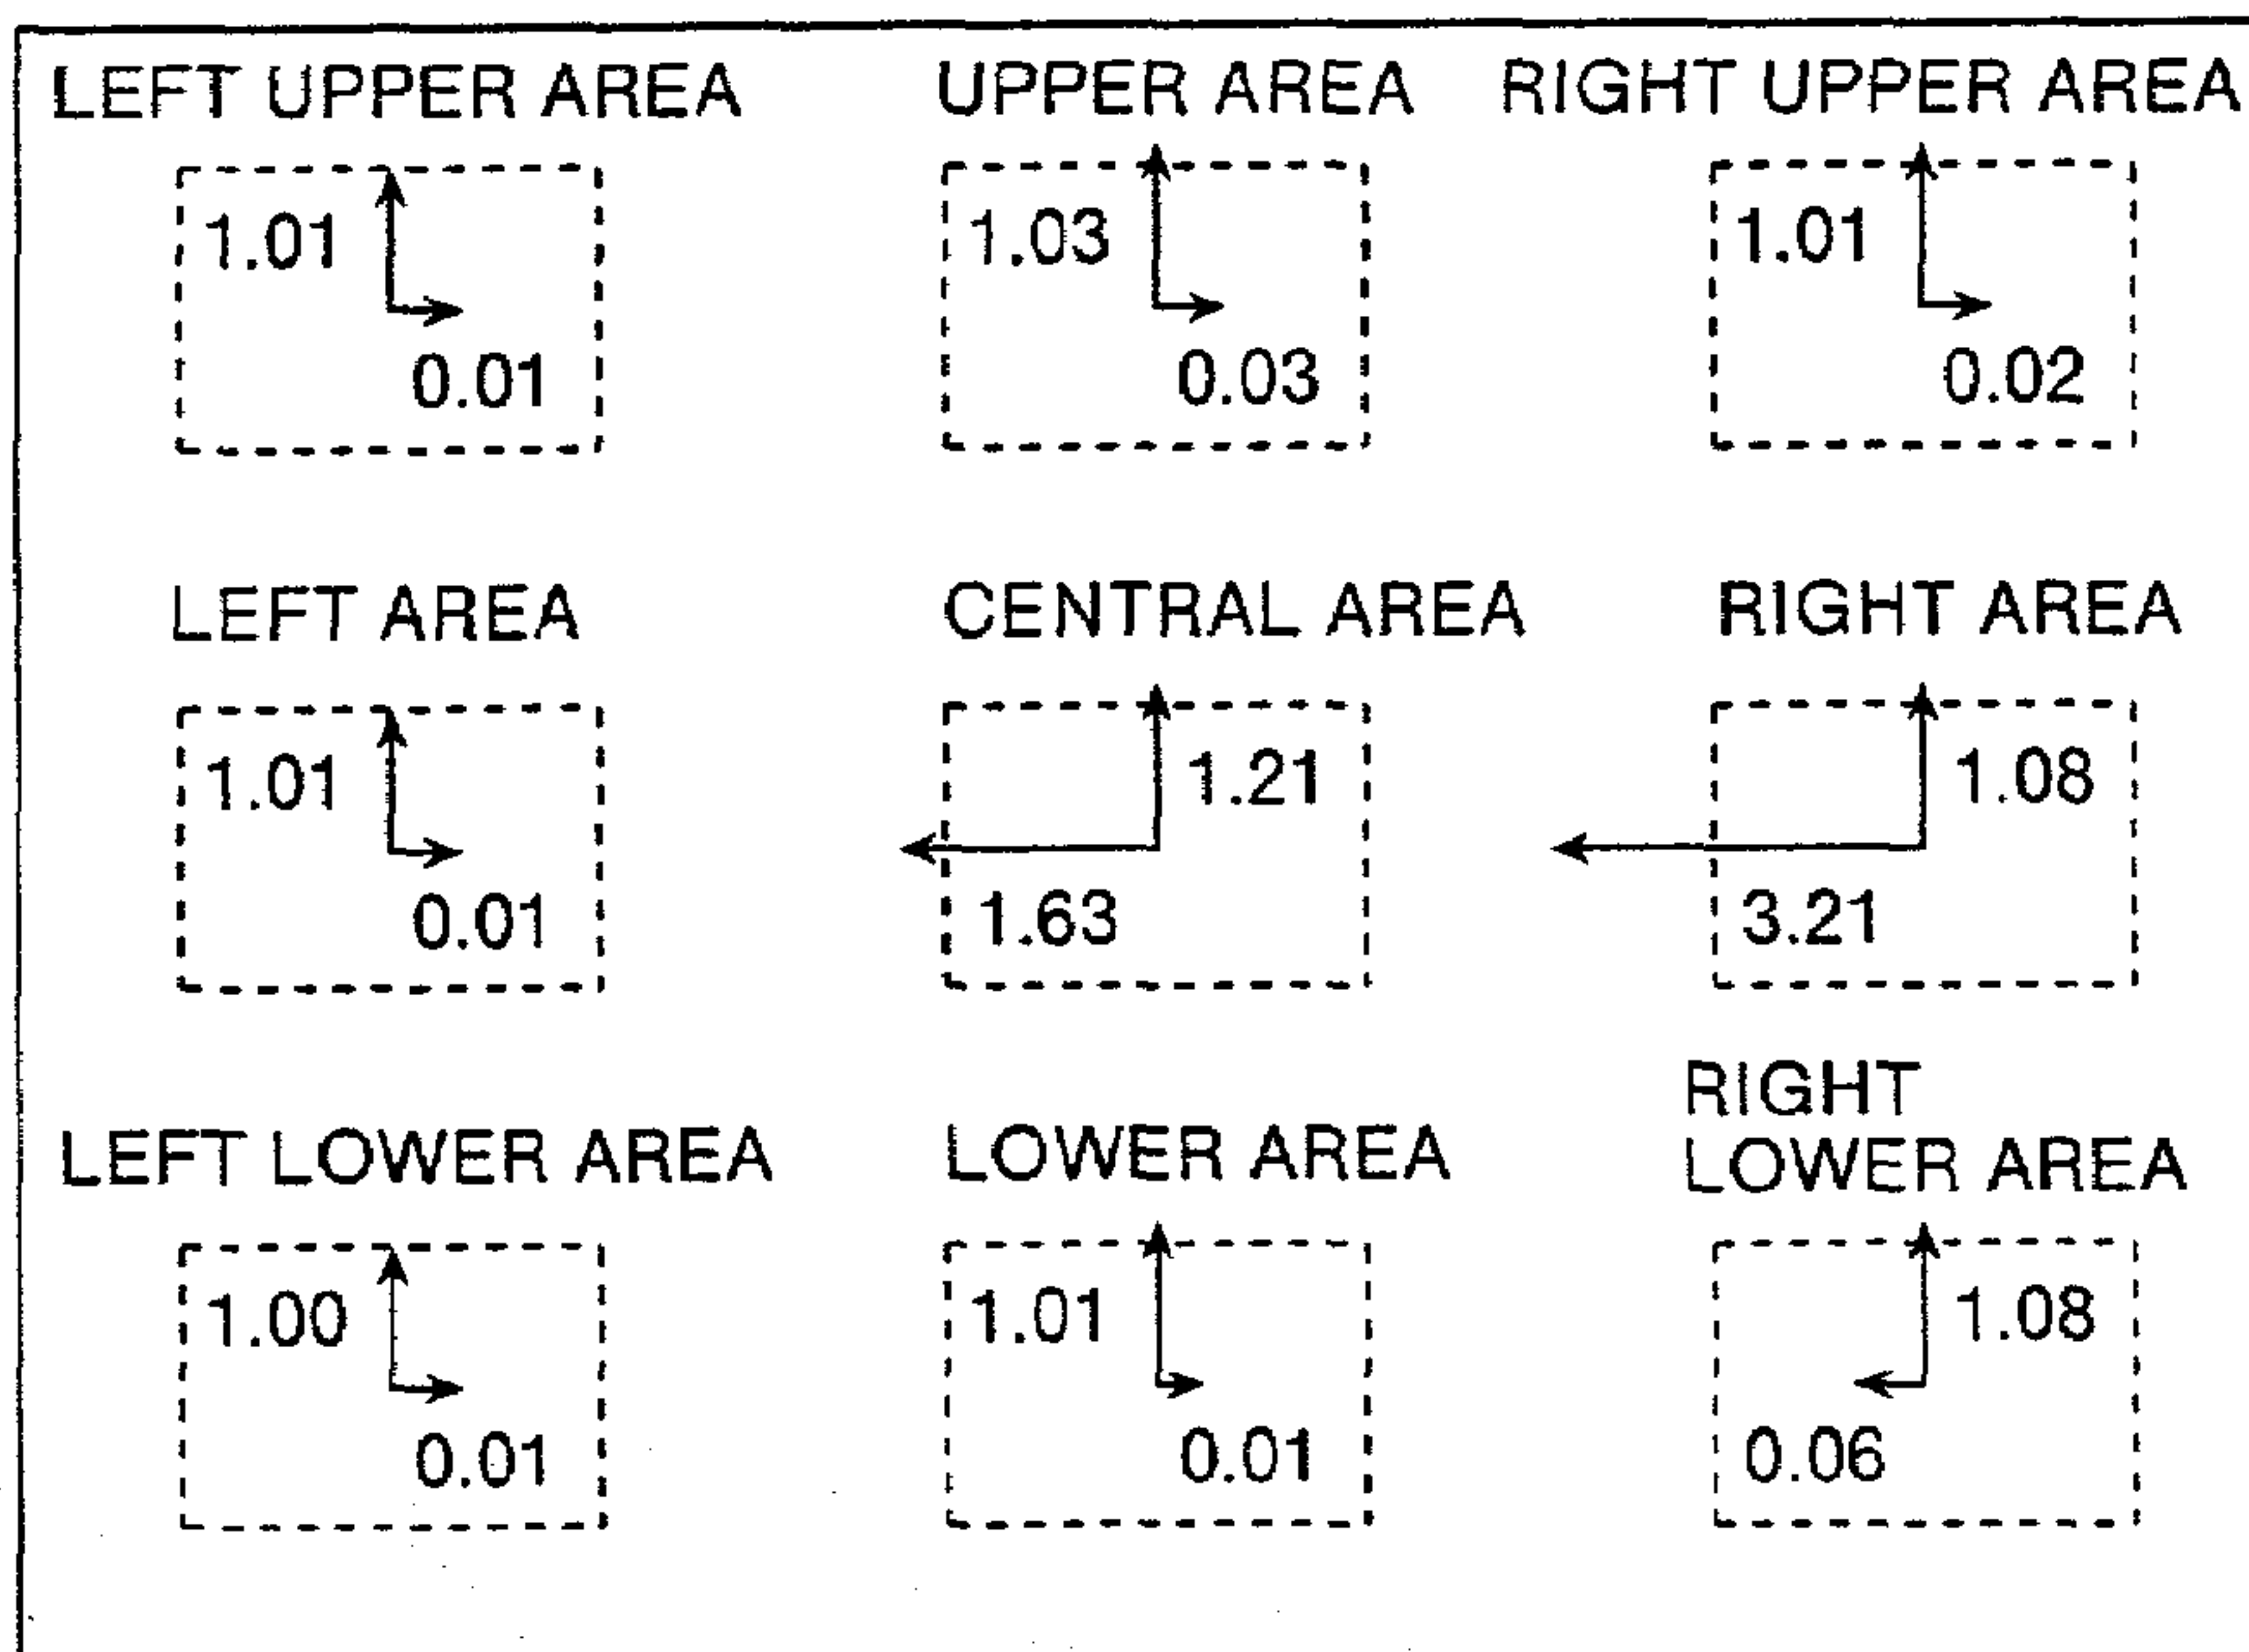 LEFT UPPER AREA
1.01
0.01
UPPER AREA
1.03
0.03
RIGHT UPPER AREA
1.01
0.02
LEFT AREA
1.01
0.01
CENTRAL AREA
1.21
1.63
RIGHT AREA
1.08
3.21
LEFT LOWER AREA
1.00
0.01
LOWER AREA
1.01
0.01
RIGHT
LOWER AREA
1.08
0.06